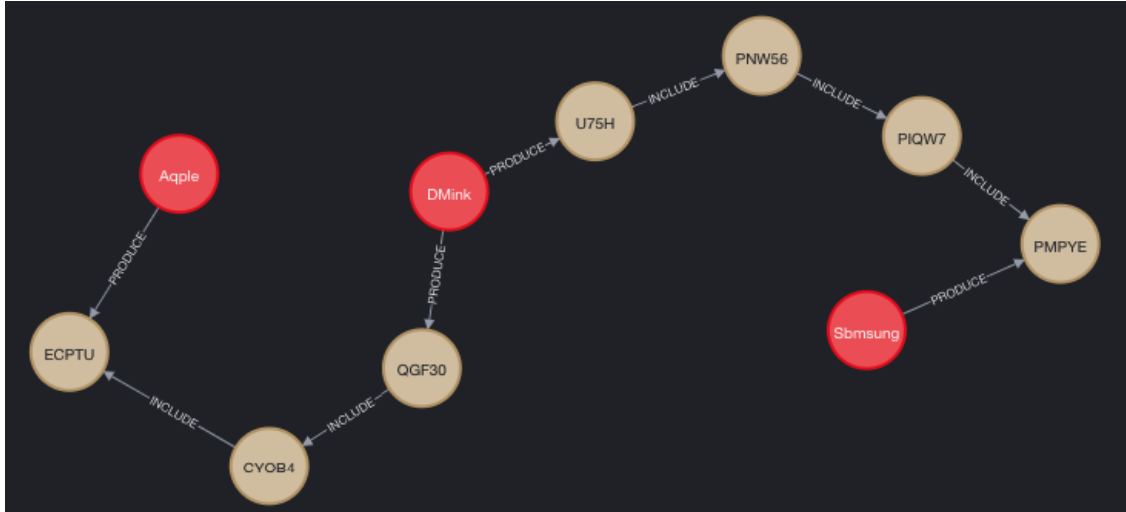 PNW56
INCLUDE
INCLUDE
U75H
PIQW7
PRODUCE
Aqple
INCLUDE
DMink
PRODUCE
PMPYE
PRODUCE
PRODUCE
Sbmsung
ECPTU
QGF30
INCLUDE
INCLUDE
CYOB4